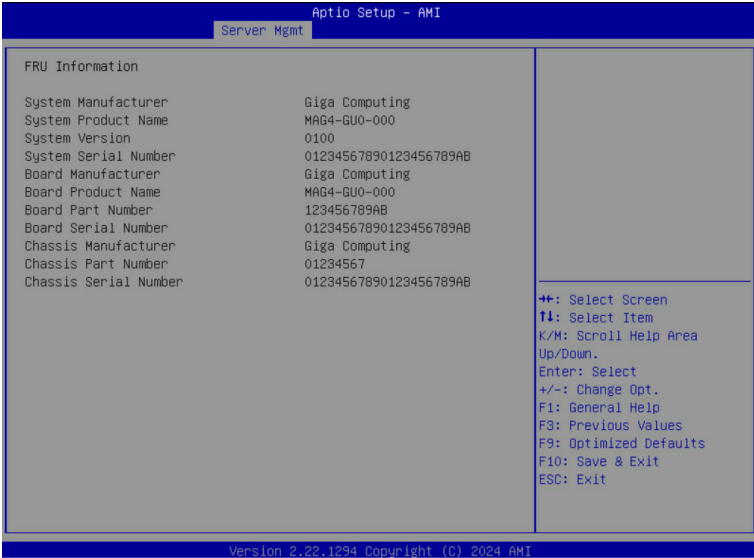 Aptio Setup – AMI
Server Mgmt
FRU Information
System Manufacturer Giga Computing
System Product Name MAG4-GU0-000
System Version 0100
System Serial Number 01234567890123456789AB
Board Manufacturer Giga Computing
Board Product Name MAG4-GU0-000
Board Part Number 123456789AB
Board Serial Number 01234567890123456789AB
Chassis Manufacturer Giga Computing
Chassis Part Number 01234567
Chassis Serial Number 01234567890123456789AB
→←: Select Screen
↑↓: Select Item
K/M: Scroll Help Area
Up/Down.
Enter: Select
+/-: Change Opt.
F1: General Help
F3: Previous Values
F9: Optimized Defaults
F10: Save & Exit
ESC: Exit
Version 2.22.1294 Copyright (C) 2024 AMI